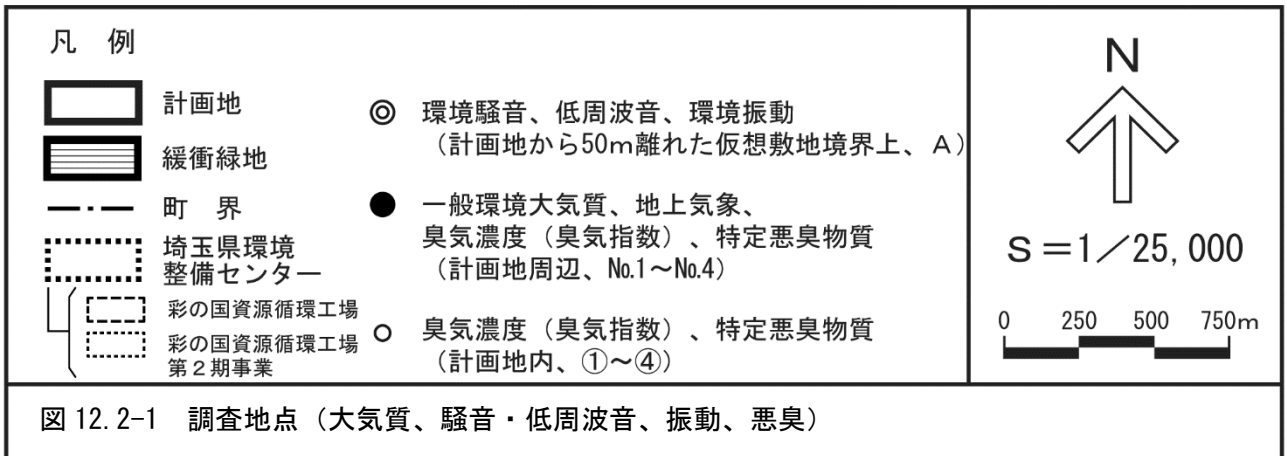 凡 例
計画地
緩衝緑地
町 界
埼玉県環境
整備センター
彩の国資源循環工場
彩の国資源循環工場
第２期事業
◎ 環境騒音、低周波音、環境振動
（計画地から50m離れた仮想敷地境界上、Ａ）
● 一般環境大気質、地上気象、
臭気濃度（臭気指数）、特定悪臭物質
（計画地周辺、№1～№4）
○ 臭気濃度（臭気指数）、特定悪臭物質
（計画地内、①～④）
N
S＝1／25,000
0 250 500 750m
図 12.2-1 調査地点（大気質、騒音・低周波音、振動、悪臭）